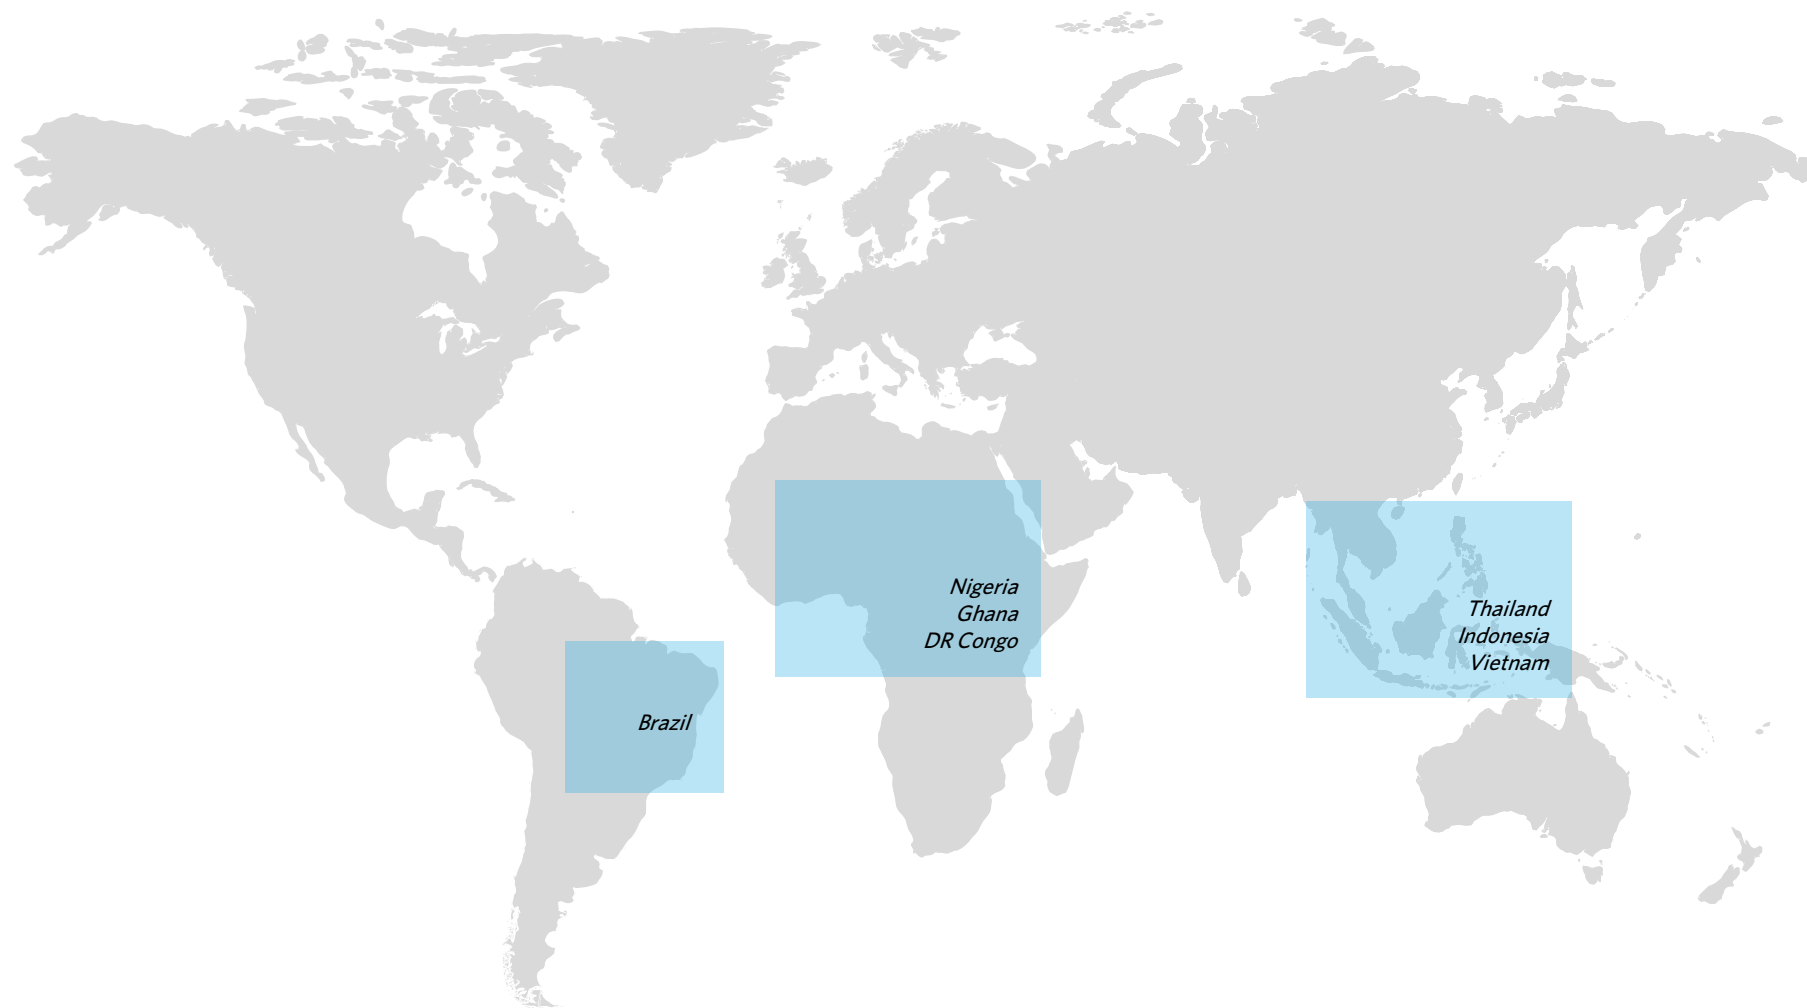 Nigeria
Ghana
DR Congo
Thailand
Indonesia
Vietnam
Brazil